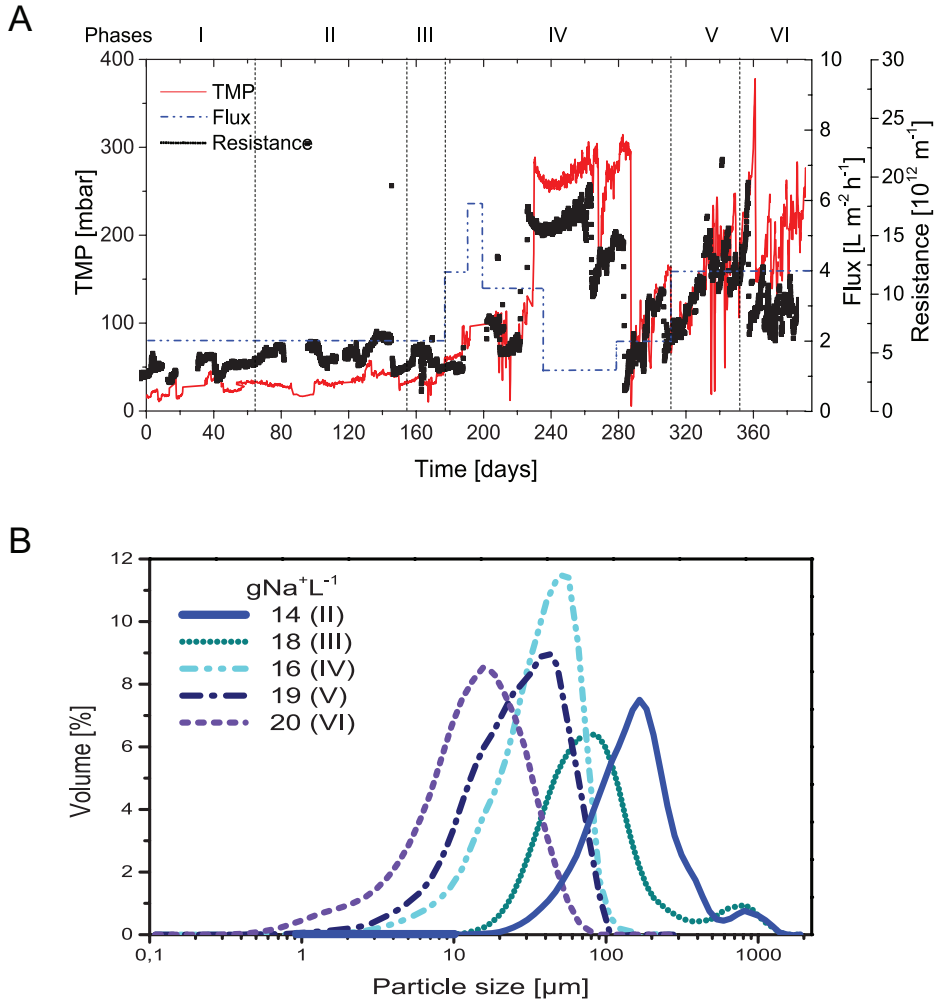 A
Phases I II III IV V VI
400 10 30
TMP
Flux
Resistance
300 8 25
20
6
200 15
4
10
100
2
5
0 0 0
0 40 80 120 160 200 240 280 320 360
Time [days]
TMP [mbar]
Flux [L m-2 h-1]
Resistance [1012 m-1]
B
12
gNa+L-1
14 (II)
18 (III)
16 (IV)
19 (V)
20 (VI)
10
8
6
4
2
0
0,1 1 10 100 1000
Volume [%]
Particle size [µm]